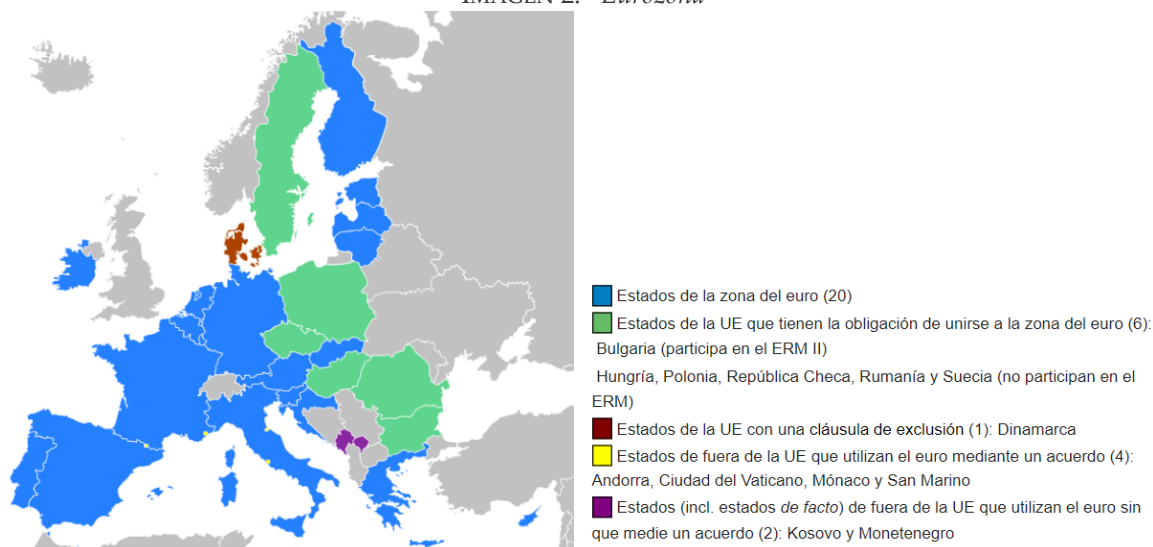 IMAGEN 2. Eurozona
Estados de la zona del euro (20)
Estados de la UE que tienen la obligación de unirse a la zona del euro (6):
Bulgaria (participa en el ERM II)
Hungría, Polonia, República Checa, Rumanía y Suecia (no participan en el
ERM)
Estados de la UE con una cláusula de exclusión (1): Dinamarca
Estados de fuera de la UE que utilizan el euro mediante un acuerdo (4):
Andorra, Ciudad del Vaticano, Mónaco y San Marino
Estados (incl. estados de facto) de fuera de la UE que utilizan el euro sin
que medie un acuerdo (2): Kosovo y Monetenegro